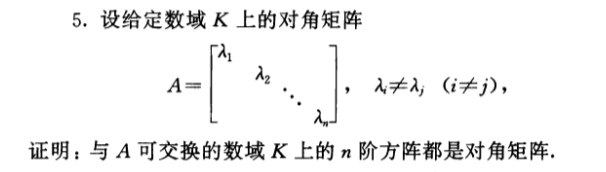 5. 设给定数域 K 上的对角矩阵
A=[λ₁ λ₂ ⋱ λₙ], λᵢ≠λⱼ (i≠j),
证明:与 A 可交换的数域 K 上的 n 阶方阵都是对角矩阵.